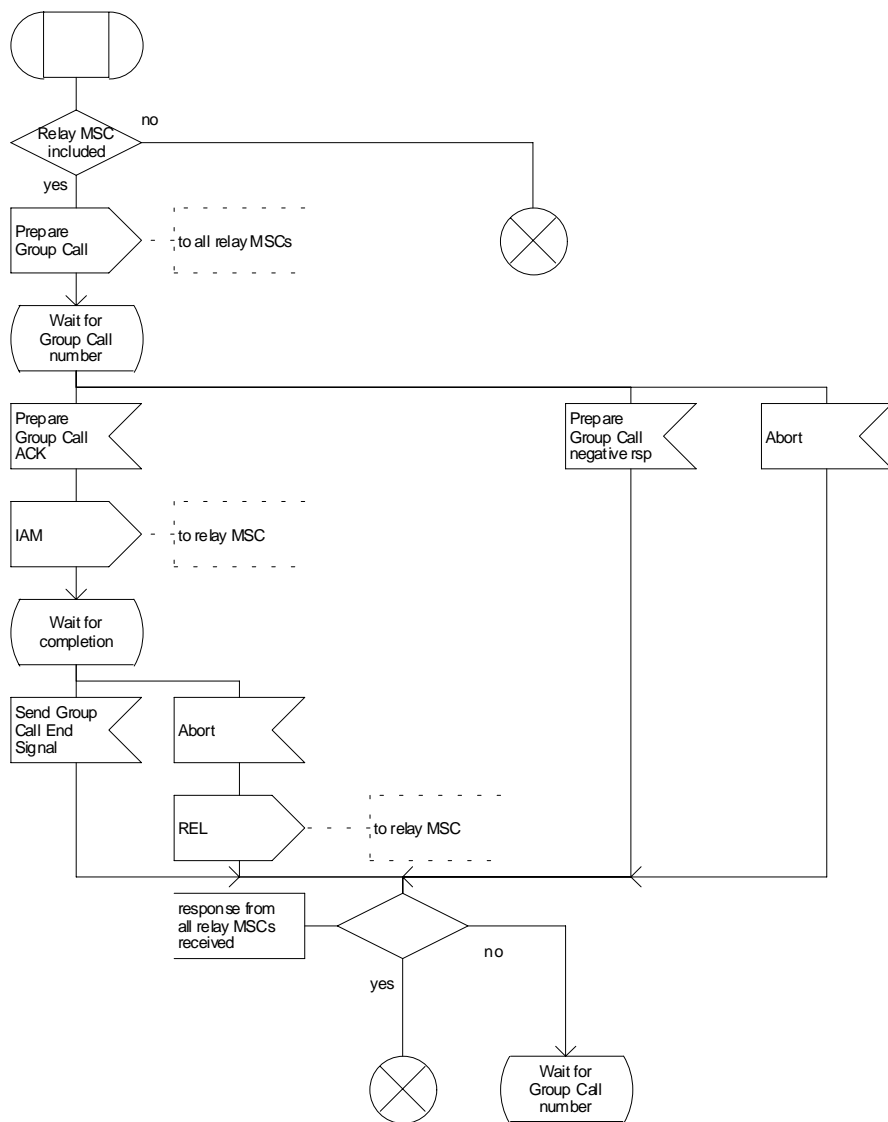 no
Relay MSC
included
yes
Prepare
Group Call
to all relay MSCs
Wait for
Group Call
number
Prepare
Group Call
ACK
Prepare
Group Call
negative rsp
Abort
IAM
to relay MSC
Wait for
completion
Send Group
Call End
Signal
Abort
REL
to relay MSC
response from
all relay MSCs
received
no
yes
Wait for
Group Call
number